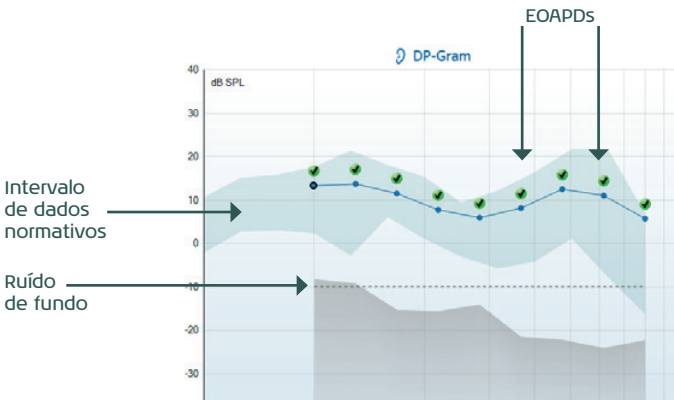 EOAPDs
DP-Gram
40
dB SPL
30
20
10
0
-10
-20
-30
Intervalo
de dados
normativos
Ruído
de fundo